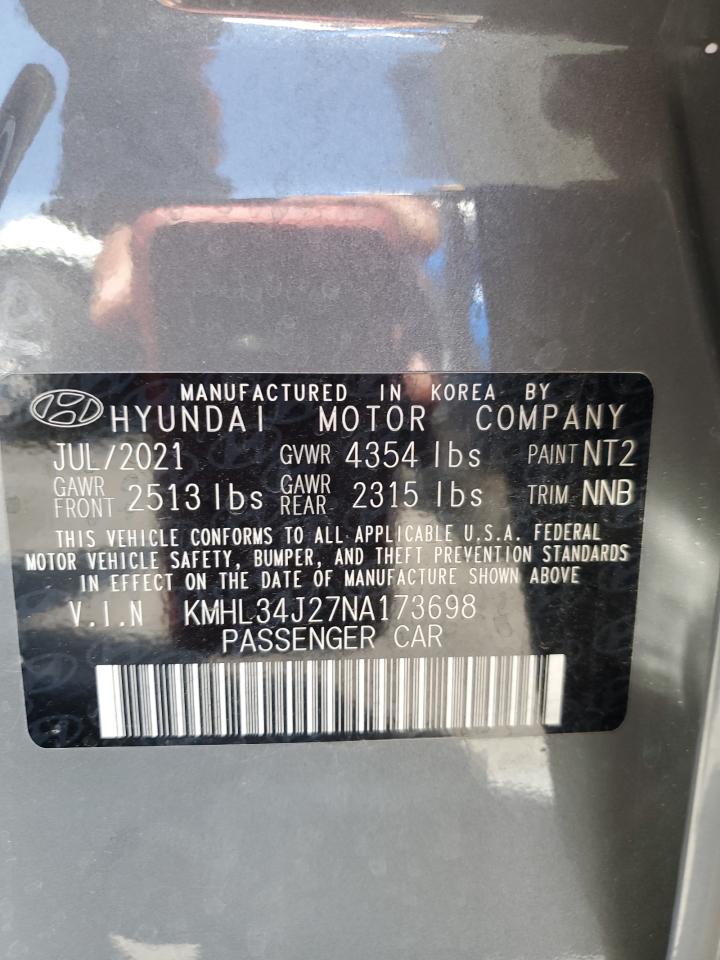 MANUFACTURED IN KOREA BY
HYUNDAI MOTOR COMPANY
JUL/2021 GVWR 4354 lbs PAINT NT2
GAWR FRONT 2513 lbs GAWR REAR 2315 lbs TRIM NNB
THIS VEHICLE CONFORMS TO ALL APPLICABLE U.S.A. FEDERAL
MOTOR VEHICLE SAFETY, BUMPER, AND THEFT PREVENTION STANDARDS
IN EFFECT ON THE DATE OF MANUFACTURE SHOWN ABOVE
V.I.N KMHL34J27NA173698
PASSENGER CAR